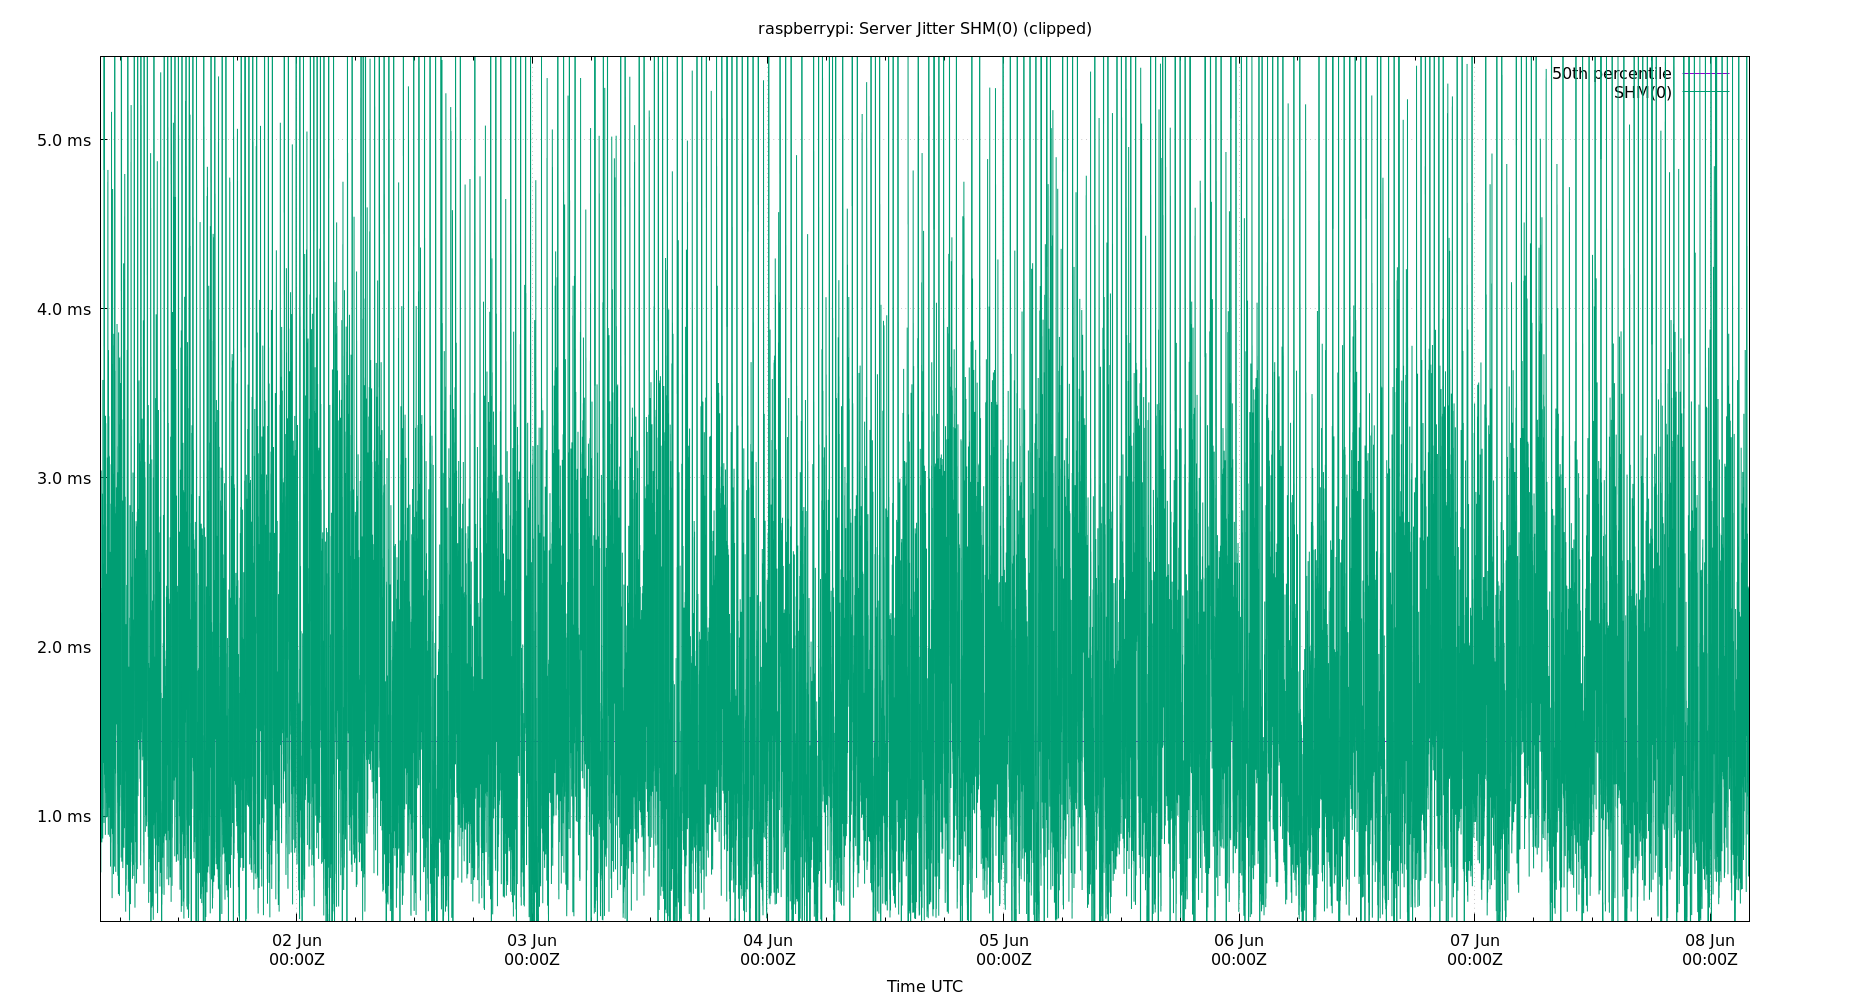 raspberrypi: Server Jitter SHM(0) (clipped)
50th percentile
SHM(0)
5.0 ms
4.0 ms
3.0 ms
2.0 ms
1.0 ms
02 Jun 03 Jun 04 Jun 05 Jun 06 Jun 07 Jun 08 Jun
00:00Z 00:00Z 00:00Z 00:00Z 00:00Z 00:00Z 00:00Z
Time UTC